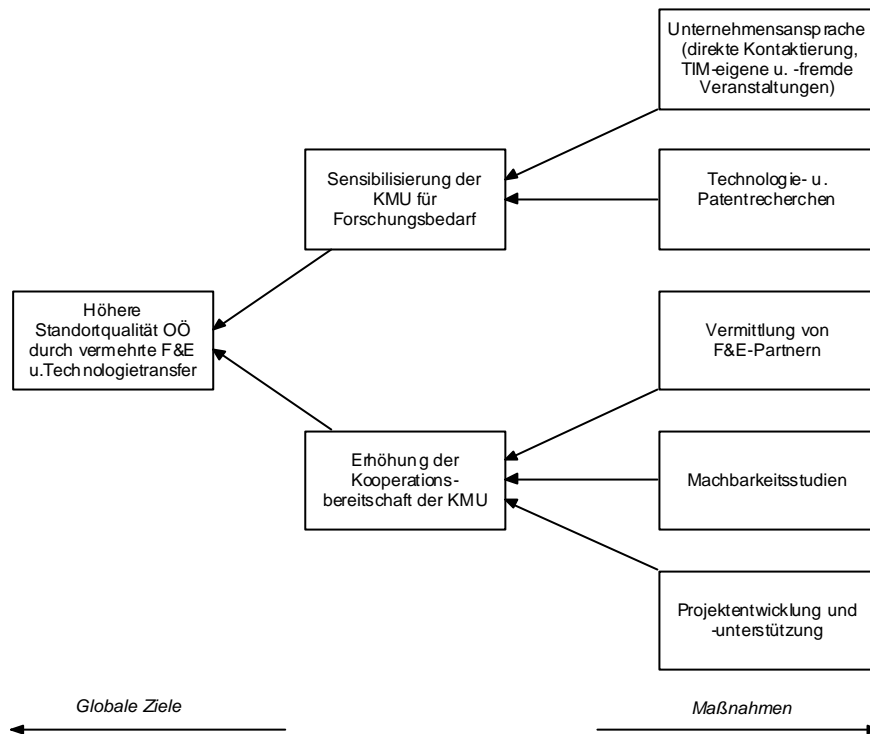 Unternehmensansprache
(direkte Kontaktierung,
TIM-eigene u. -fremde
Veranstaltungen)
Sensibilisierung der
KMU für
Forschungsbedarf
Technologie- u.
Patentrecherchen
Höhere
Standortqualität OÖ
durch vermehrte F&E
u.Technologietransfer
Vermittlung von
F&E-Partnern
Erhöhung der
Kooperations-
bereitschaft der KMU
Machbarkeitsstudien
Projektentwicklung und
-unterstützung
Globale Ziele
Maßnahmen